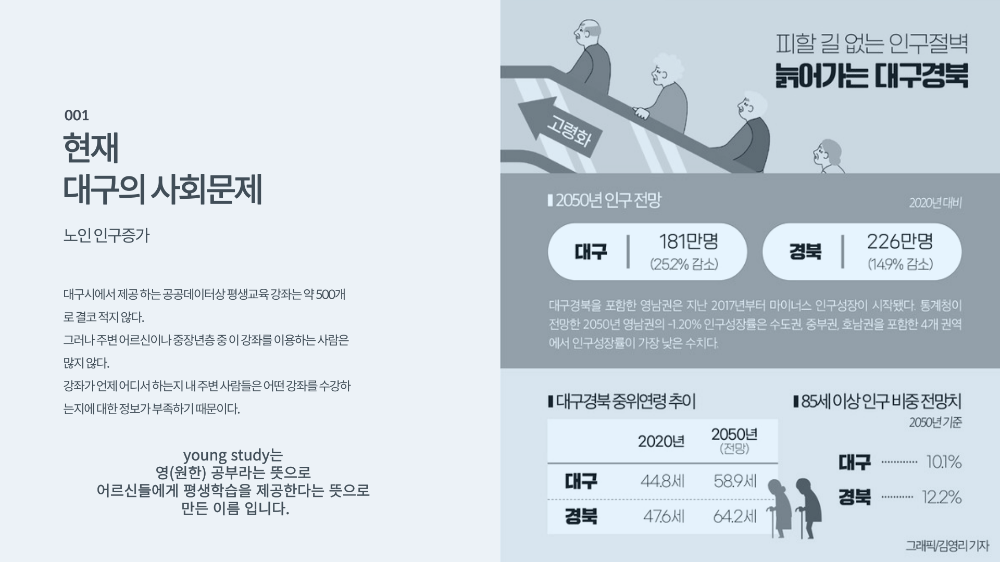 001
현재
대구의 사회문제
노인 인구증가
대구시에서 제공 하는 공공데이터상 평생교육 강좌는 약 500개
로 결코 적지 않다.
그러나 주변 어르신이나 중장년층 중 이 강좌를 이용하는 사람은
많지 않다.
강좌가 언제 어디서 하는지 내 주변 사람들은 어떤 강좌를 수강하
는지에 대한 정보가 부족하기 때문이다.
young study는
영(원한) 공부라는 뜻으로
어르신들에게 평생학습을 제공한다는 뜻으로
만든 이름 입니다.
피할 길 없는 인구절벽
늙어가는 대구경북
고령화
2050년 인구 전망
2020년 대비
대구 181만명
(25.2% 감소)
경북 226만명
(14.9% 감소)
대구경북을 포함한 영남권은 지난 2017년부터 마이너스 인구성장이 시작됐다. 통계청이
전망한 2050년 영남권의 -1.20% 인구성장률은 수도권, 중부권, 호남권을 포함한 4개 권역
에서 인구성장률이 가장 낮은 수치다.
대구경북 중위연령 추이
2020년 2050년
(전망)
대구 44.8세 58.9세
경북 47.6세 64.2세
85세 이상 인구 비중 전망치
2050년 기준
대구 10.1%
경북 12.2%
그래픽/김영리 기자